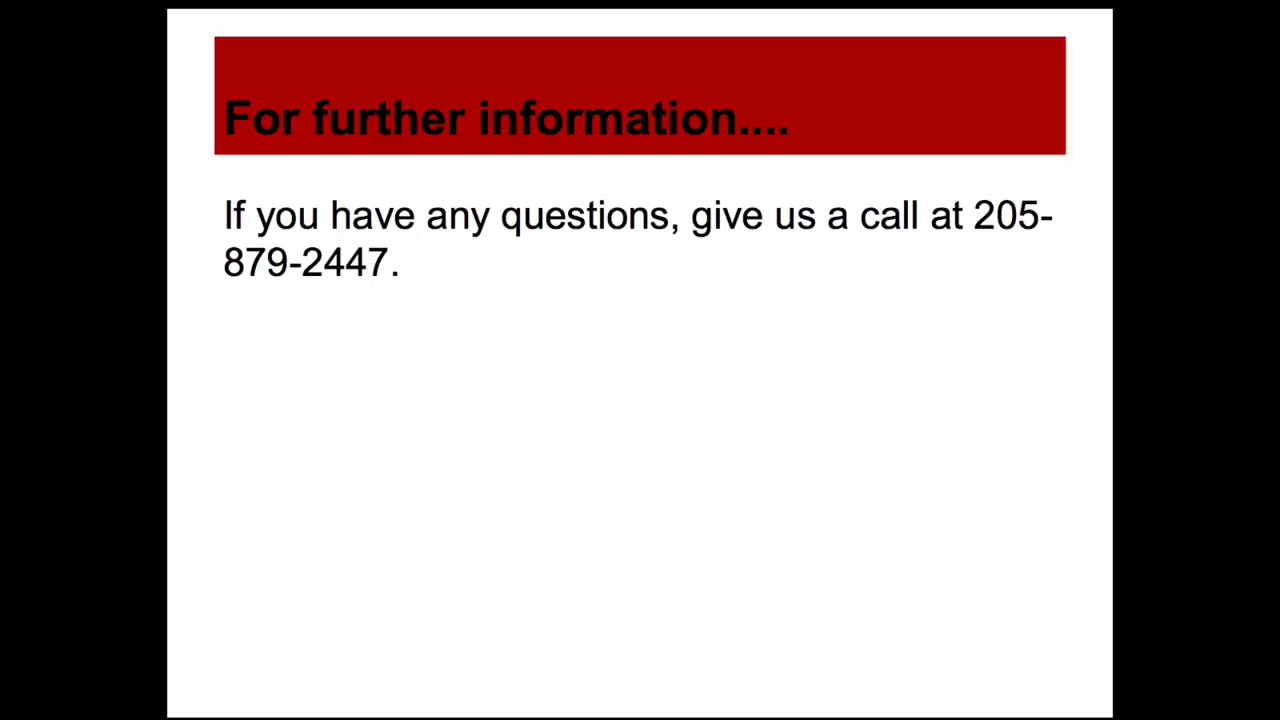 For further information....
If you have any questions, give us a call at 205-
879-2447.